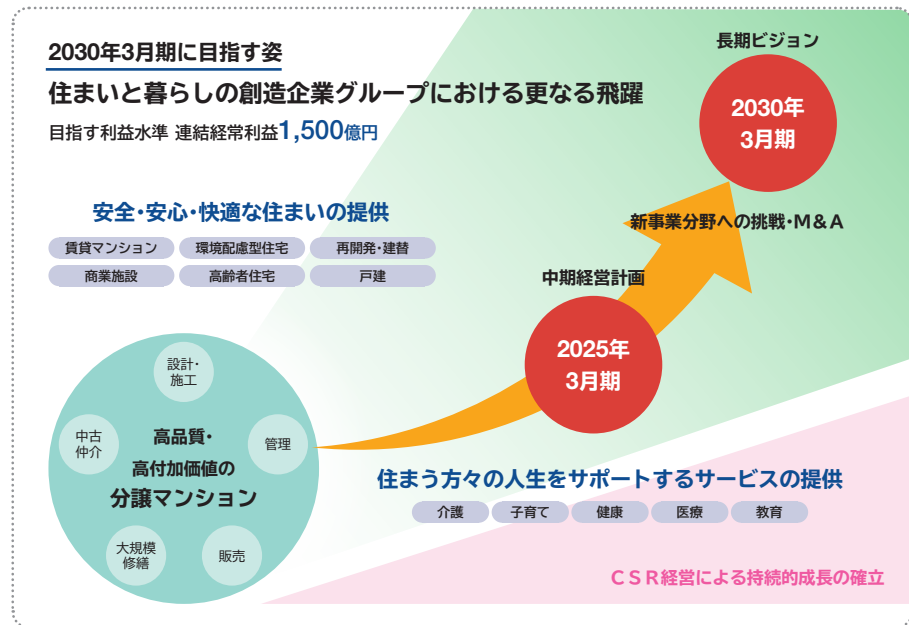 2030年3月期に目指す姿
住まいと暮らしの創造企業グループにおける更なる飛躍
目指す利益水準 連結経常利益1,500億円
長期ビジョン
2030年
3月期
新事業分野への挑戦・M&A
安全・安心・快適な住まいの提供
賃貸マンション
環境配慮型住宅
再開発・建替
商業施設
高齢者住宅
戸建
中期経営計画
2025年
3月期
設計・
施工
中古
仲介
高品質・
高付加価値の
分譲マンション
管理
大規模
修繕
販売
住まう方々の人生をサポートするサービスの提供
介護
子育て
健康
医療
教育
CSR経営による持続的成長の確立